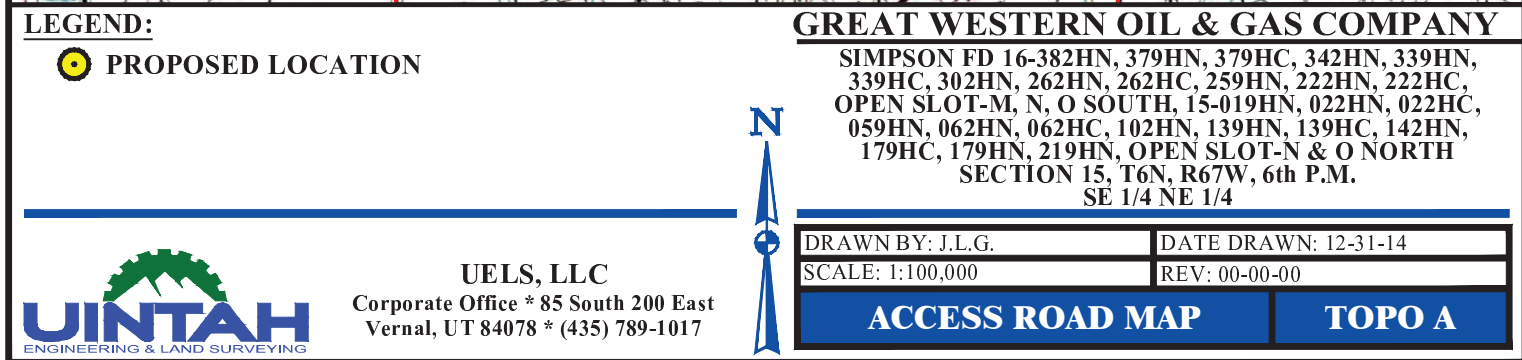 LEGEND:
PROPOSED LOCATION
UINTAH
ENGINEERING & LAND SURVEYING
UELS, LLC
Corporate Office * 85 South 200 East
Vernal, UT 84078 * (435) 789-1017
N
GREAT WESTERN OIL & GAS COMPANY
SIMPSON FD 16-382HN, 379HN, 379HC, 342HN, 339HN,
339HC, 302HN, 262HN, 262HC, 259HN, 222HN, 222HC,
OPEN SLOT-M, N, O SOUTH, 15-019HN, 022HN, 022HC,
059HN, 062HN, 062HC, 102HN, 139HN, 139HC, 142HN,
179HC, 179HN, 219HN, OPEN SLOT-N & O NORTH
SECTION 15, T6N, R67W, 6th P.M.
SE 1/4 NE 1/4
DRAWN BY: J.L.G.
DATE DRAWN: 12-31-14
SCALE: 1:100,000
REV: 00-00-00
ACCESS ROAD MAP
TOPO A